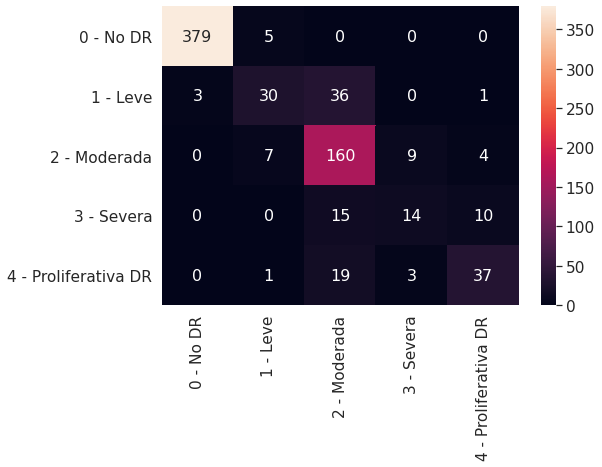 0 - No DR 379 5 0 0 0
1 - Leve 3 30 36 0 1
2 - Moderada 0 7 160 9 4
3 - Severa 0 0 15 14 10
4 - Proliferativa DR 0 1 19 3 37
0 - No DR
1 - Leve
2 - Moderada
3 - Severa
4 - Proliferativa DR
350
300
250
200
150
100
50
0